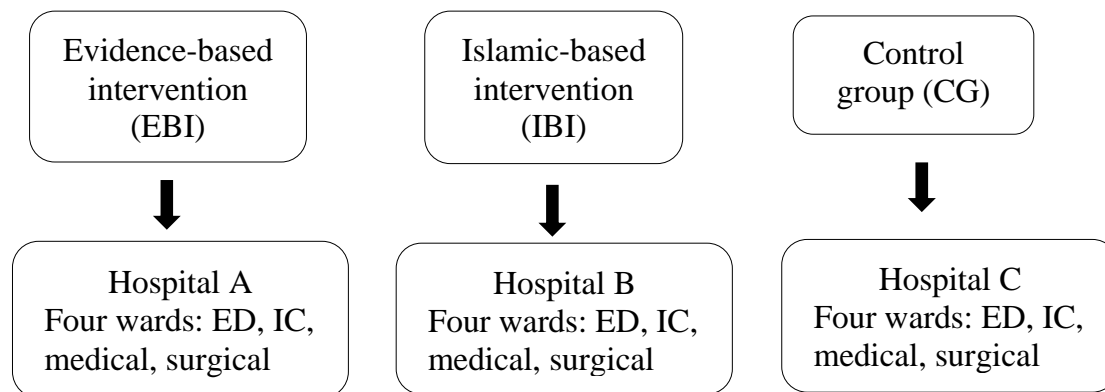 Evidence-based
intervention
(EBI)
Islamic-based
intervention
(IBI)
Control
group (CG)
Hospital A
Four wards: ED, IC,
medical, surgical
Hospital B
Four wards: ED, IC,
medical, surgical
Hospital C
Four wards: ED, IC,
medical, surgical